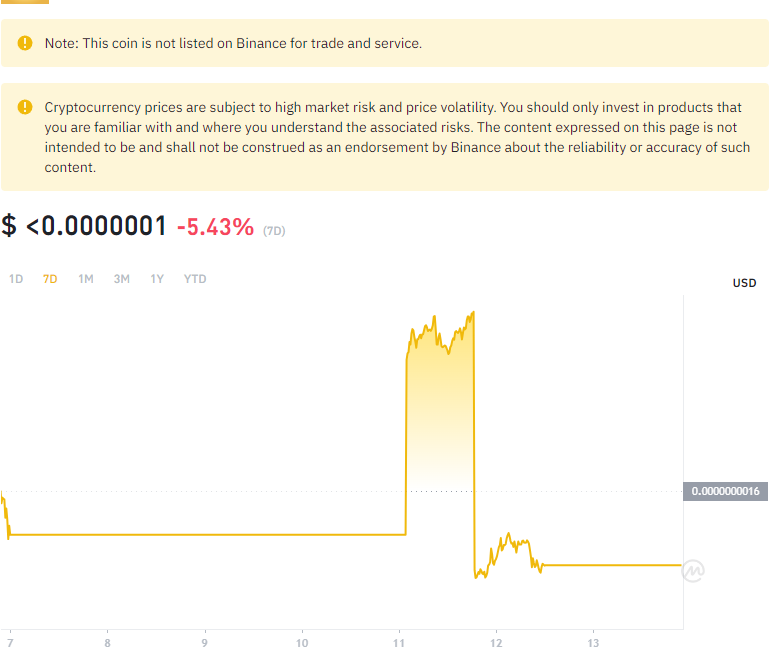 Note: This coin is not listed on Binance for trade and service.
Cryptocurrency prices are subject to high market risk and price volatility. You should only invest in products that
you are familiar with and where you understand the associated risks. The content expressed on this page is not
intended to be and shall not be construed as an endorsement by Binance about the reliability or accuracy of such
content.
$ <0.0000001 -5.43% (7D)
1D 7D 1M 3M 1Y YTD
USD
0.0000000016
7 8 9 10 11 12 13